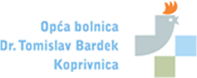 Opća bolnica
Dr. Tomislav Bardek
Koprivnica